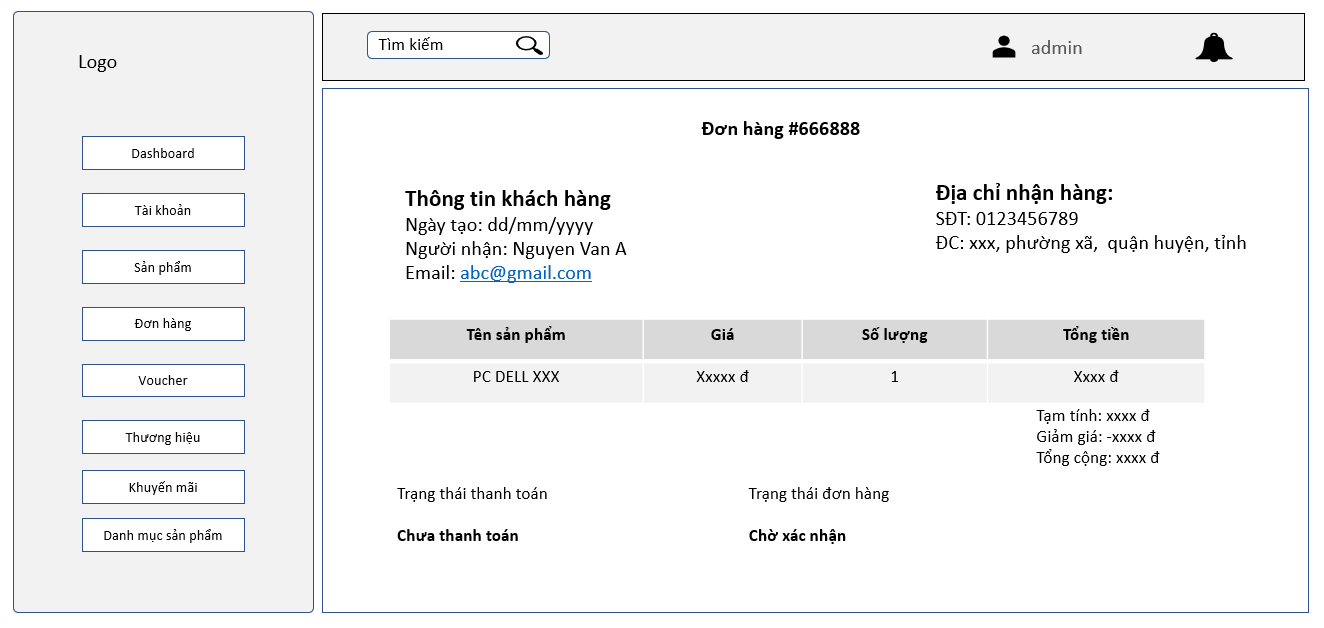 Logo
Dashboard
Tài khoản
Sản phẩm
Đơn hàng
Voucher
Thương hiệu
Khuyến mãi
Danh mục sản phẩm
Tìm kiếm
admin
Đơn hàng #666888
Thông tin khách hàng
Ngày tạo: dd/mm/yyyy
Người nhận: Nguyen Van A
Email: abc@gmail.com
Địa chỉ nhận hàng:
SĐT: 0123456789
ĐC: xxx, phường xã,  quận huyện, tỉnh
Tên sản phẩm Giá Số lượng Tổng tiền
PC DELL XXX Xxxxx đ 1 Xxxx đ
Tạm tính: xxxx đ
Giảm giá: -xxxx đ
Tổng cộng: xxxx đ
Trạng thái thanh toán Trạng thái đơn hàng
Chưa thanh toán Chờ xác nhận